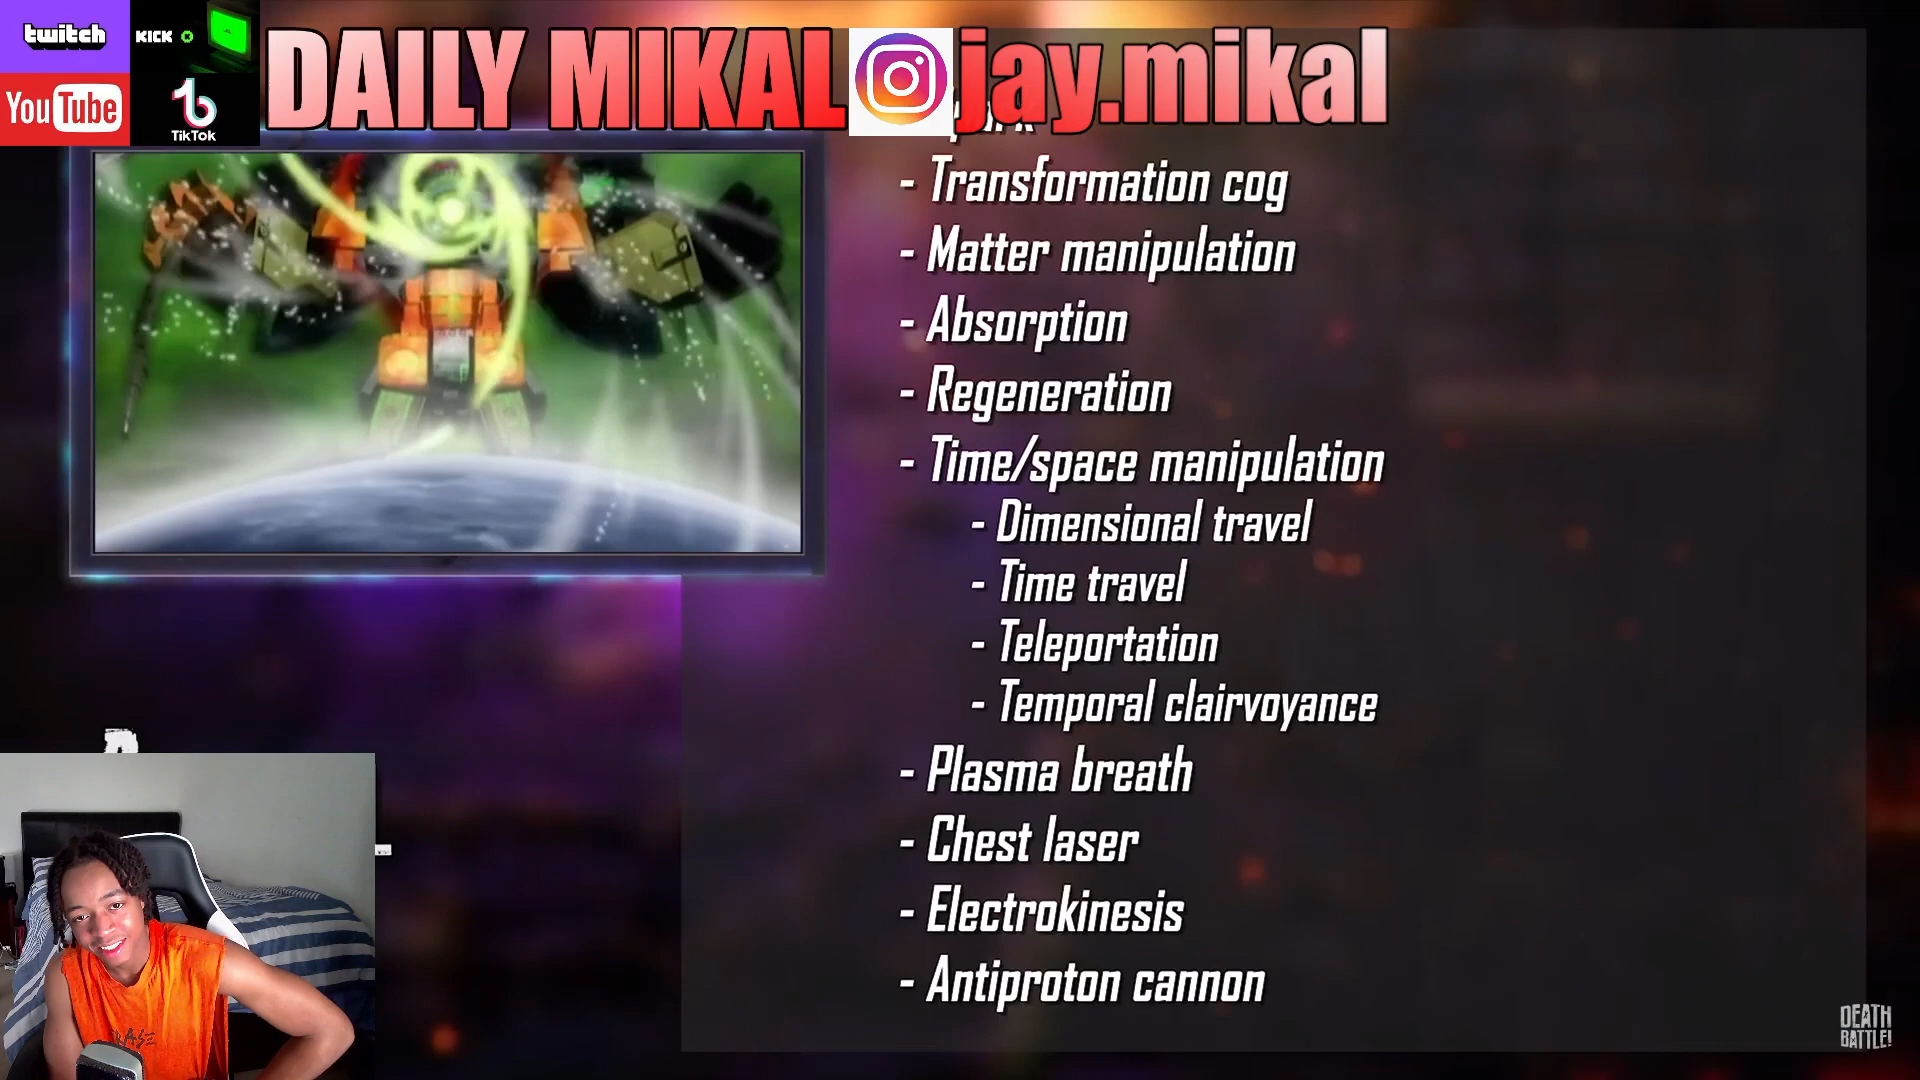 twitch
KICK
YouTube
TikTok
DAILY MIKAL
jay.mikal
- Transformation cog
- Matter manipulation
- Absorption
- Regeneration
- Time/space manipulation
- Dimensional travel
- Time travel
- Teleportation
- Temporal clairvoyance
- Plasma breath
- Chest laser
- Electrokinesis
- Antiproton cannon
DEATH
BATTLE!